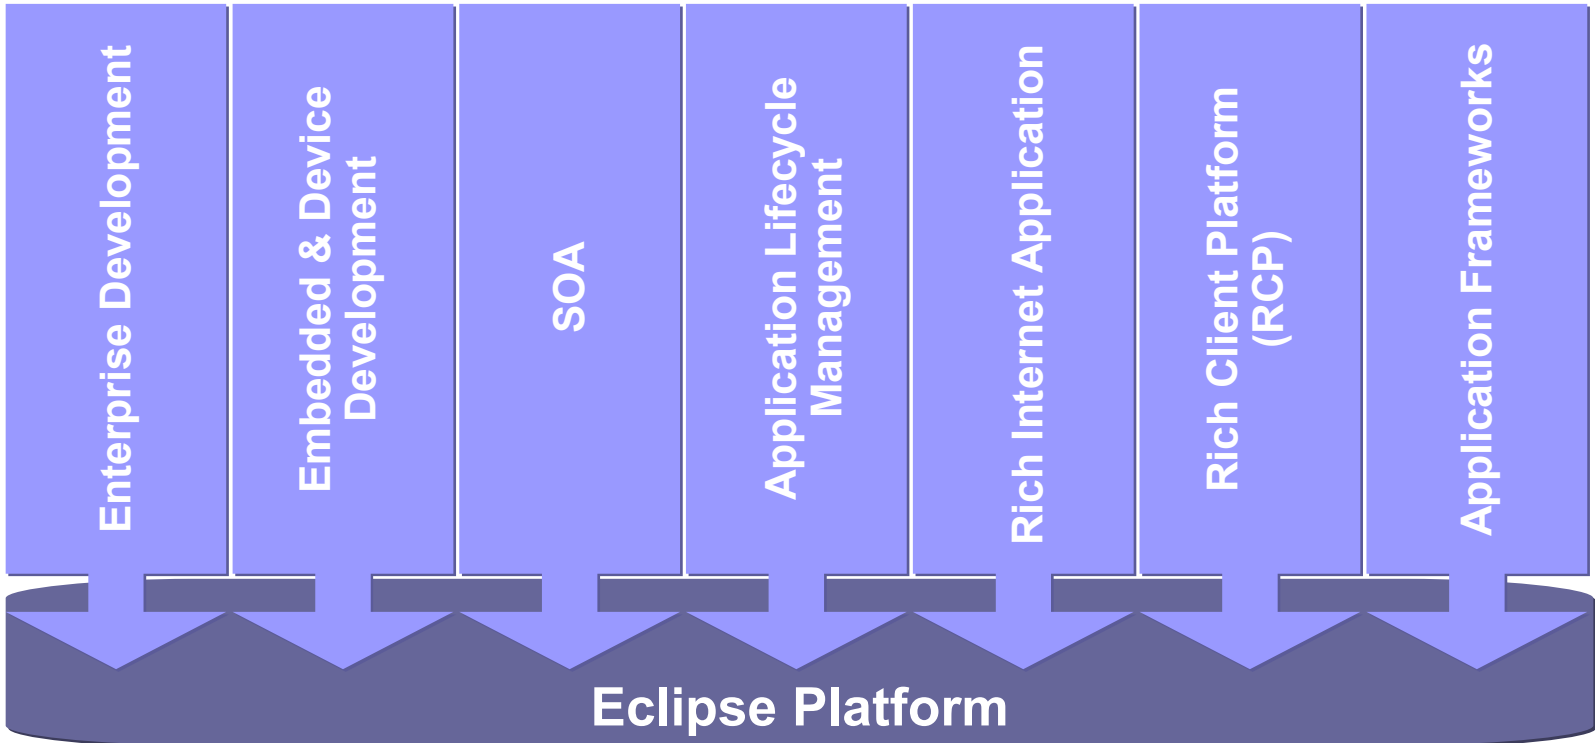 Enterprise Development
Embedded & Device
Development
SOA
Application Lifecycle
Management
Rich Internet Application
Rich Client Platform
(RCP)
Application Frameworks
Eclipse Platform